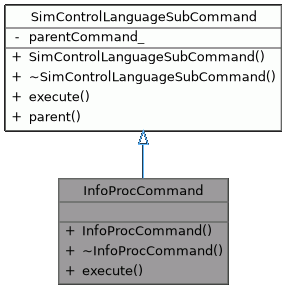 SimControlLanguageSubCommand
- parentCommand_
+ SimControlLanguageSubCommand()
+ ~SimControlLanguageSubCommand()
+ execute()
+ parent()
InfoProcCommand
+ InfoProcCommand()
+ ~InfoProcCommand()
+ execute()